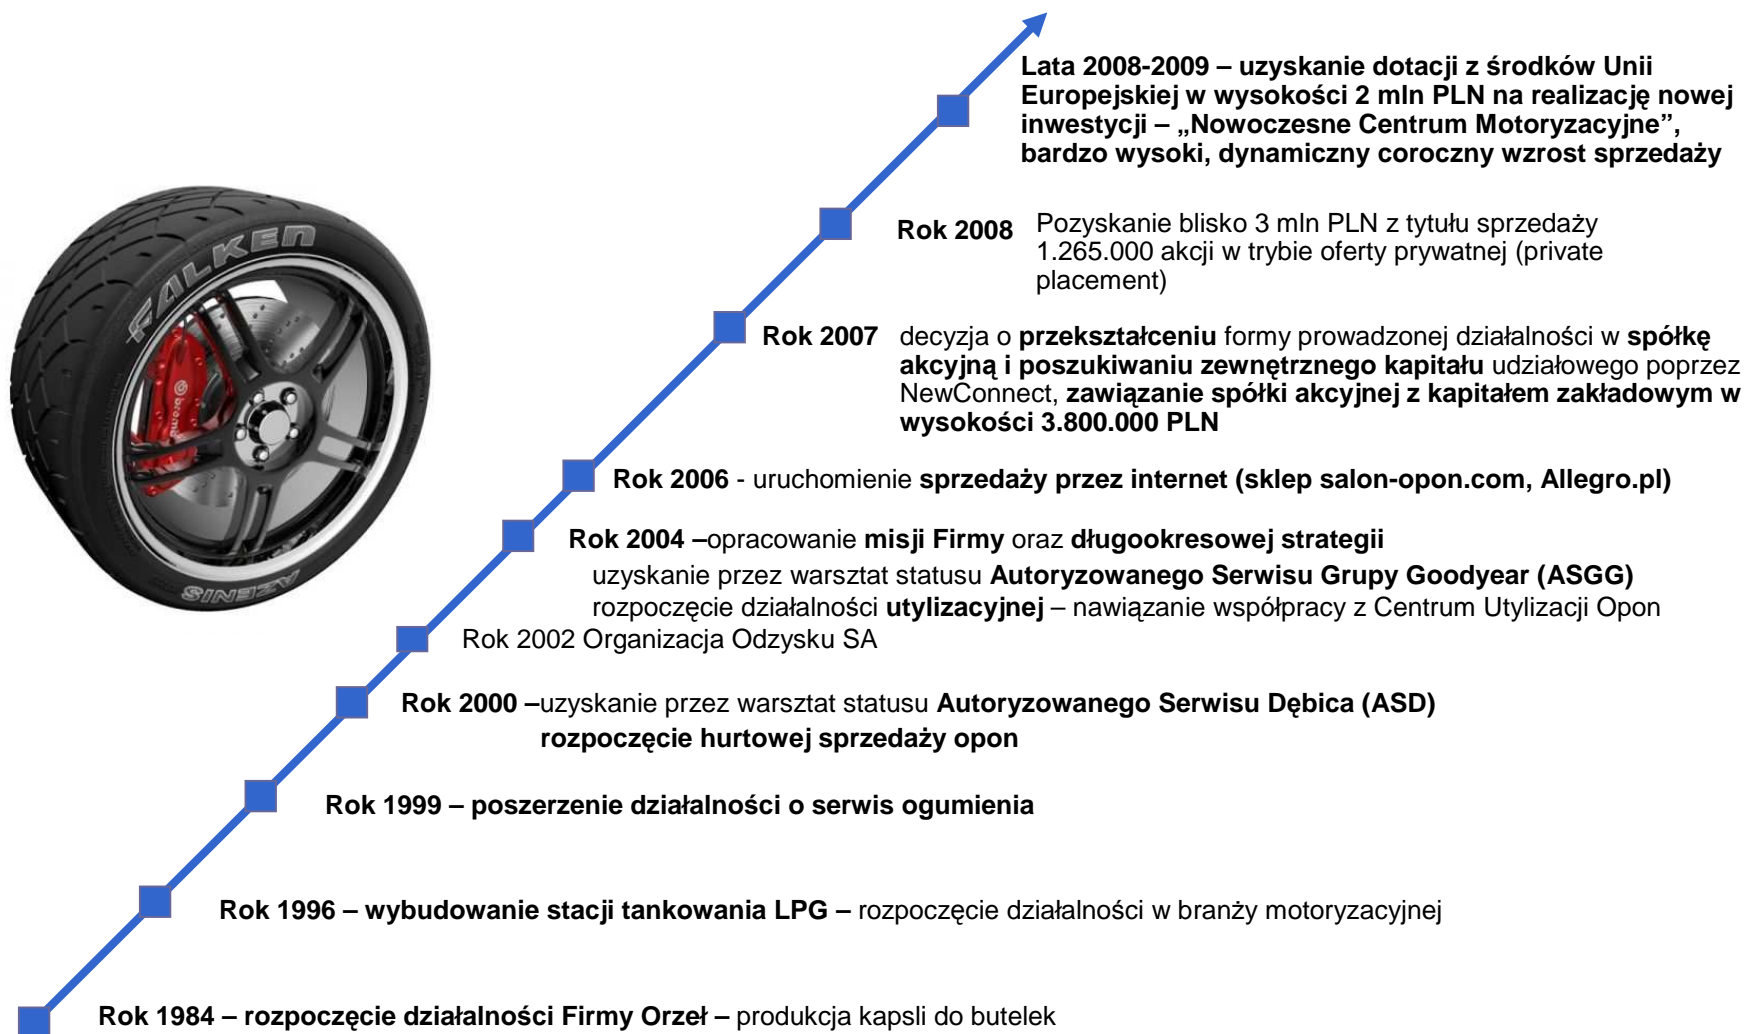 Lata 2008-2009 – uzyskanie dotacji z środków Unii
Europejskiej w wysokości 2 mln PLN na realizację nowej
inwestycji – „Nowoczesne Centrum Motoryzacyjne”,
bardzo wysoki, dynamiczny coroczny wzrost sprzedaży
Rok 2008 Pozyskanie blisko 3 mln PLN z tytułu sprzedaży
1.265.000 akcji w trybie oferty prywatnej (private
placement)
Rok 2007 decyzja o przekształceniu formy prowadzonej działalności w spółkę
akcyjną i poszukiwaniu zewnętrznego kapitału udziałowego poprzez
NewConnect, zawiązanie spółki akcyjnej z kapitałem zakładowym w
wysokości 3.800.000 PLN
Rok 2006 - uruchomienie sprzedaży przez internet (sklep salon-opon.com, Allegro.pl)
Rok 2004 –opracowanie misji Firmy oraz długookresowej strategii
uzyskanie przez warsztat statusu Autoryzowanego Serwisu Grupy Goodyear (ASGG)
rozpoczęcie działalności utylizacyjnej – nawiązanie współpracy z Centrum Utylizacji Opon
Rok 2002 Organizacja Odzysku SA
Rok 2000 –uzyskanie przez warsztat statusu Autoryzowanego Serwisu Dębica (ASD)
rozpoczęcie hurtowej sprzedaży opon
Rok 1999 – poszerzenie działalności o serwis ogumienia
Rok 1996 – wybudowanie stacji tankowania LPG – rozpoczęcie działalności w branży motoryzacyjnej
Rok 1984 – rozpoczęcie działalności Firmy Orzeł – produkcja kapsli do butelek
FALKEN
brembo
AZENIS